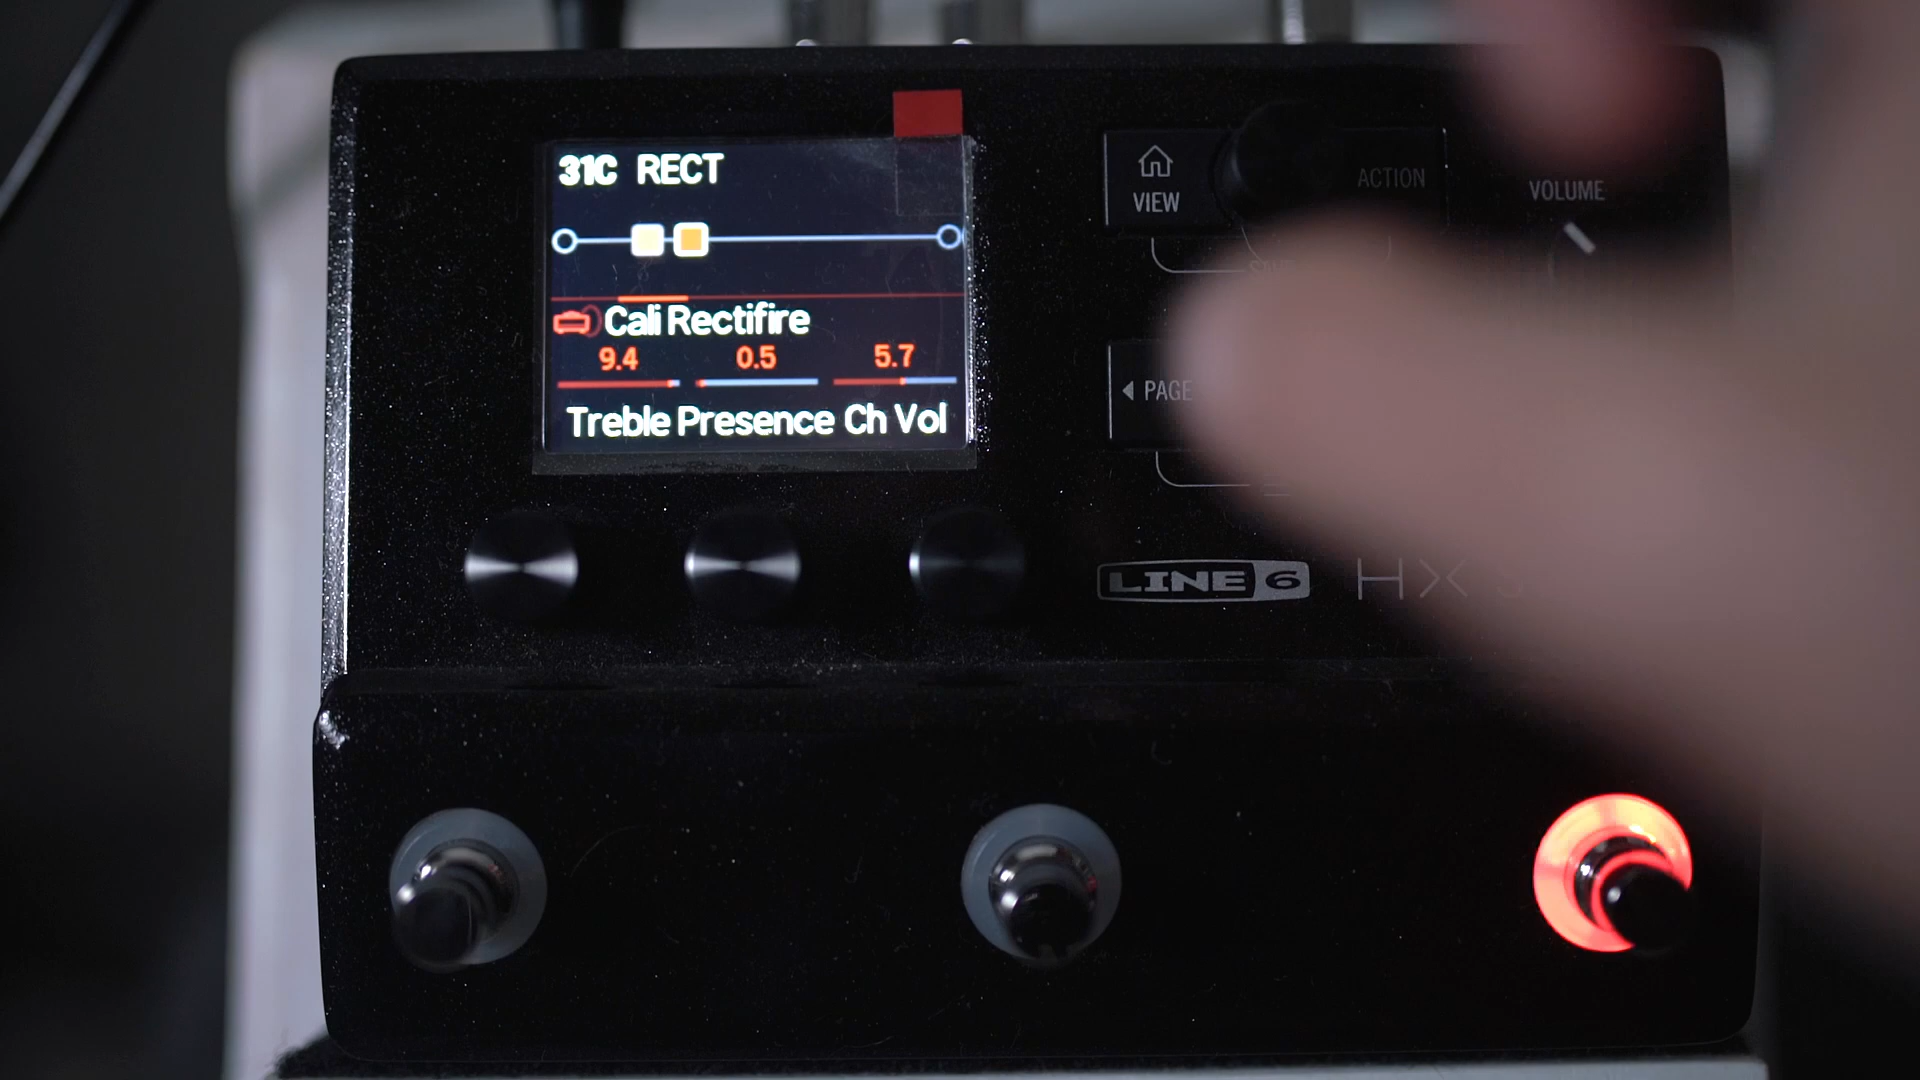 31C RECT
VIEW
ACTION
VOLUME
Cali Rectifire
9.4 0.5 5.7
Treble Presence Ch Vol
PAGE
LINE 6 HX